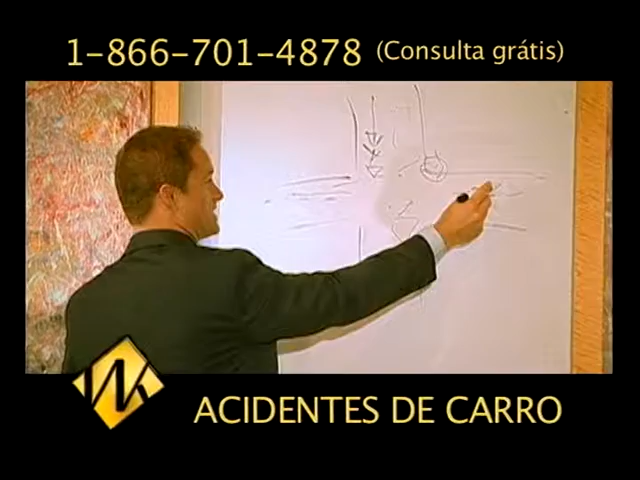 1-866-701-4878 (Consulta grátis)
ACIDENTES DE CARRO